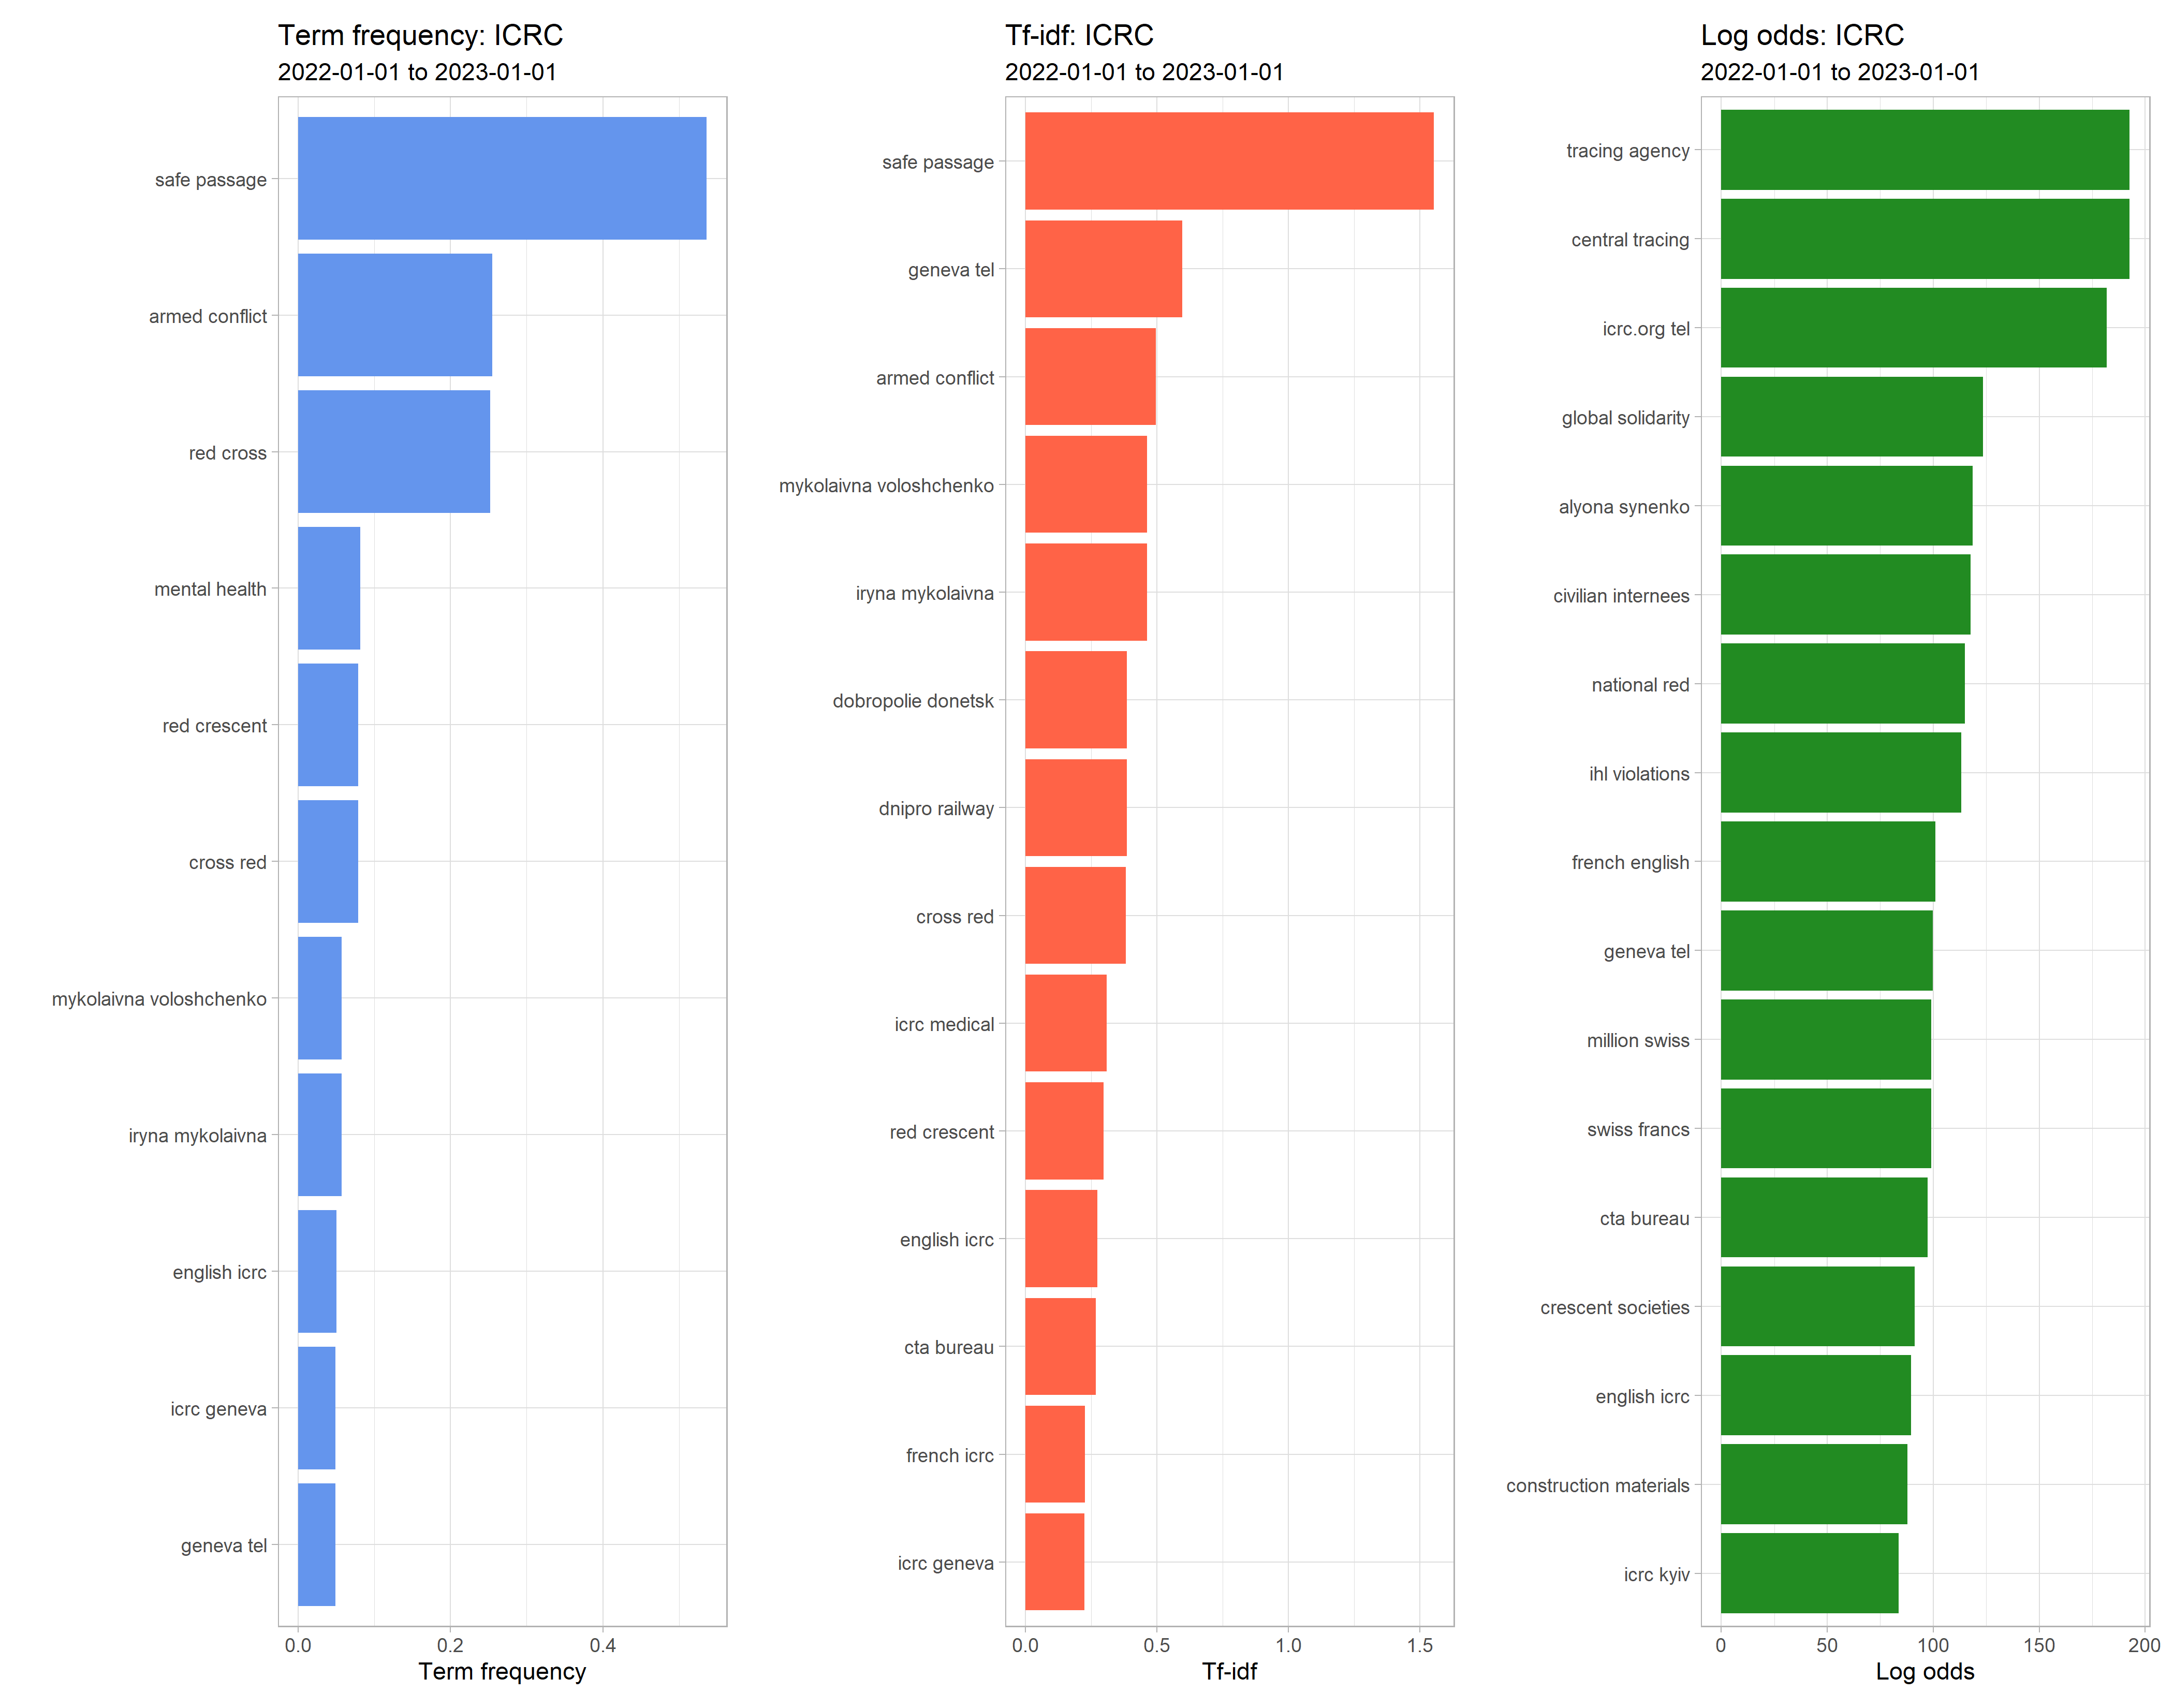 Term frequency: ICRC
2022-01-01 to 2023-01-01
safe passage
armed conflict
red cross
mental health
red crescent
cross red
mykolaivna voloshchenko
iryna mykolaivna
english icrc
icrc geneva
geneva tel
0.0 0.2 0.4
Term frequency
Tf-idf: ICRC
2022-01-01 to 2023-01-01
safe passage
geneva tel
armed conflict
mykolaivna voloshchenko
iryna mykolaivna
dobropolie donetsk
dnipro railway
cross red
icrc medical
red crescent
english icrc
cta bureau
french icrc
icrc geneva
0.0 0.5 1.0 1.5
Tf-idf
Log odds: ICRC
2022-01-01 to 2023-01-01
tracing agency
central tracing
icrc.org tel
global solidarity
alyona synenko
civilian internees
national red
ihl violations
french english
geneva tel
million swiss
swiss francs
cta bureau
crescent societies
english icrc
construction materials
icrc kyiv
0 50 100 150 200
Log odds